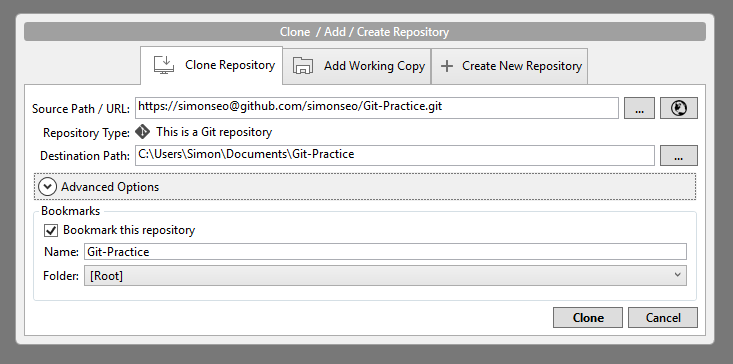 Clone / Add / Create Repository
Clone Repository
Add Working Copy
Create New Repository
Source Path / URL: https://simonseo@github.com/simonseo/Git-Practice.git ...
Repository Type: This is a Git repository
Destination Path: C:\Users\Simon\Documents\Git-Practice ...
Advanced Options
Bookmarks
Bookmark this repository
Name: Git-Practice
Folder: [Root]
Clone Cancel